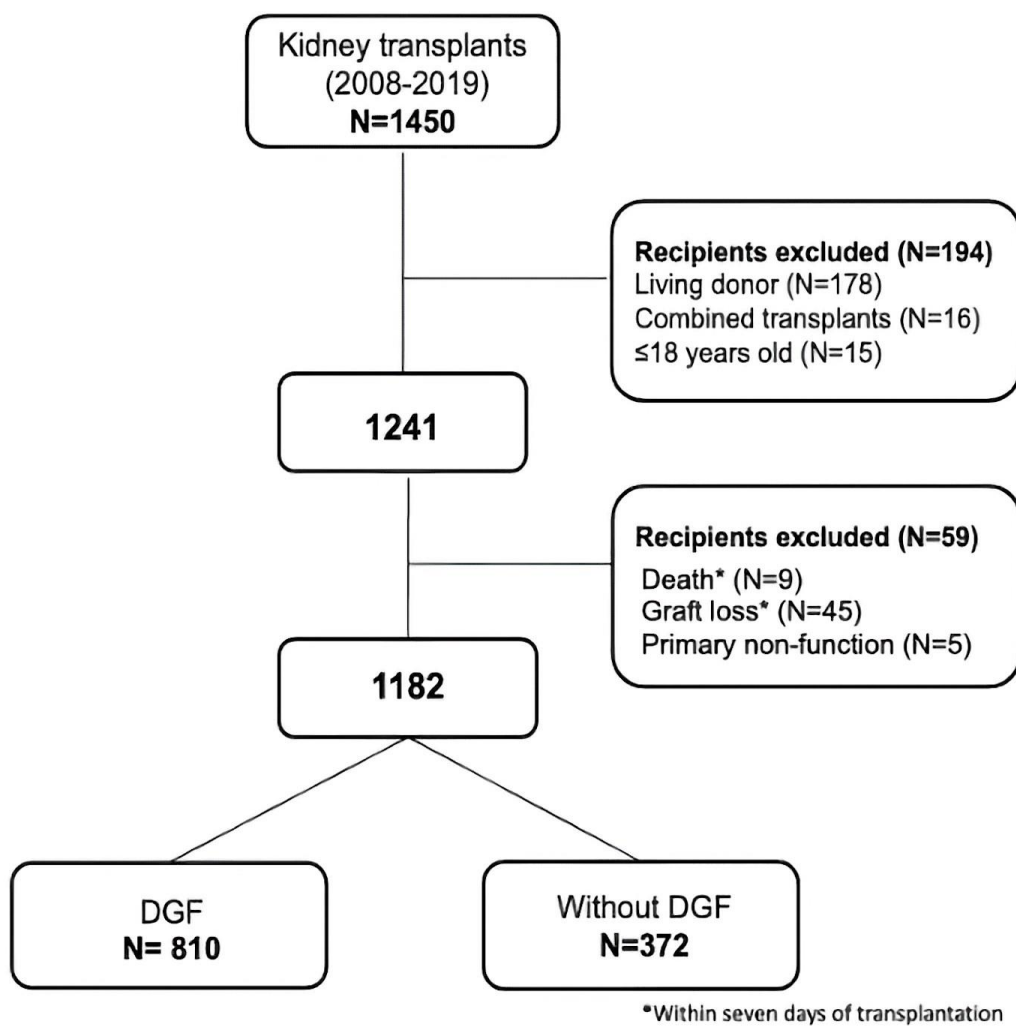 Kidney transplants
(2008-2019)
N=1450
Recipients excluded (N=194)
Living donor (N=178)
Combined transplants (N=16)
≤18 years old (N=15)
1241
Recipients excluded (N=59)
Death* (N=9)
Graft loss* (N=45)
Primary non-function (N=5)
1182
DGF
N= 810
Without DGF
N=372
*Within seven days of transplantation